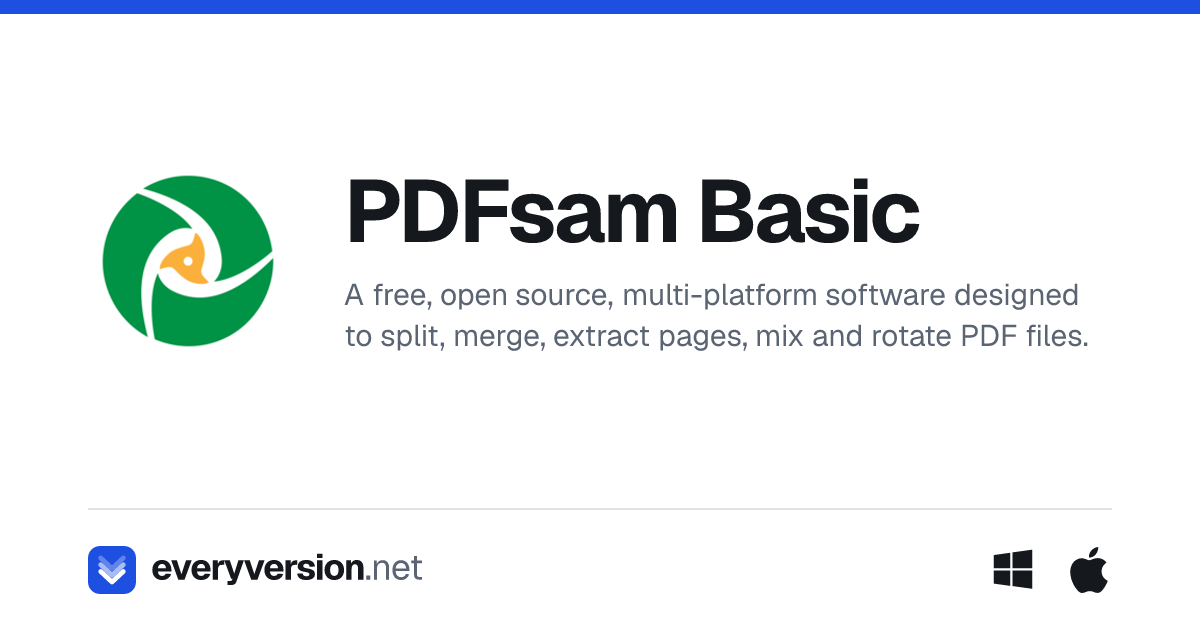 PDFsam Basic
A free, open source, multi-platform software designed
to split, merge, extract pages, mix and rotate PDF files.
everyversion.net